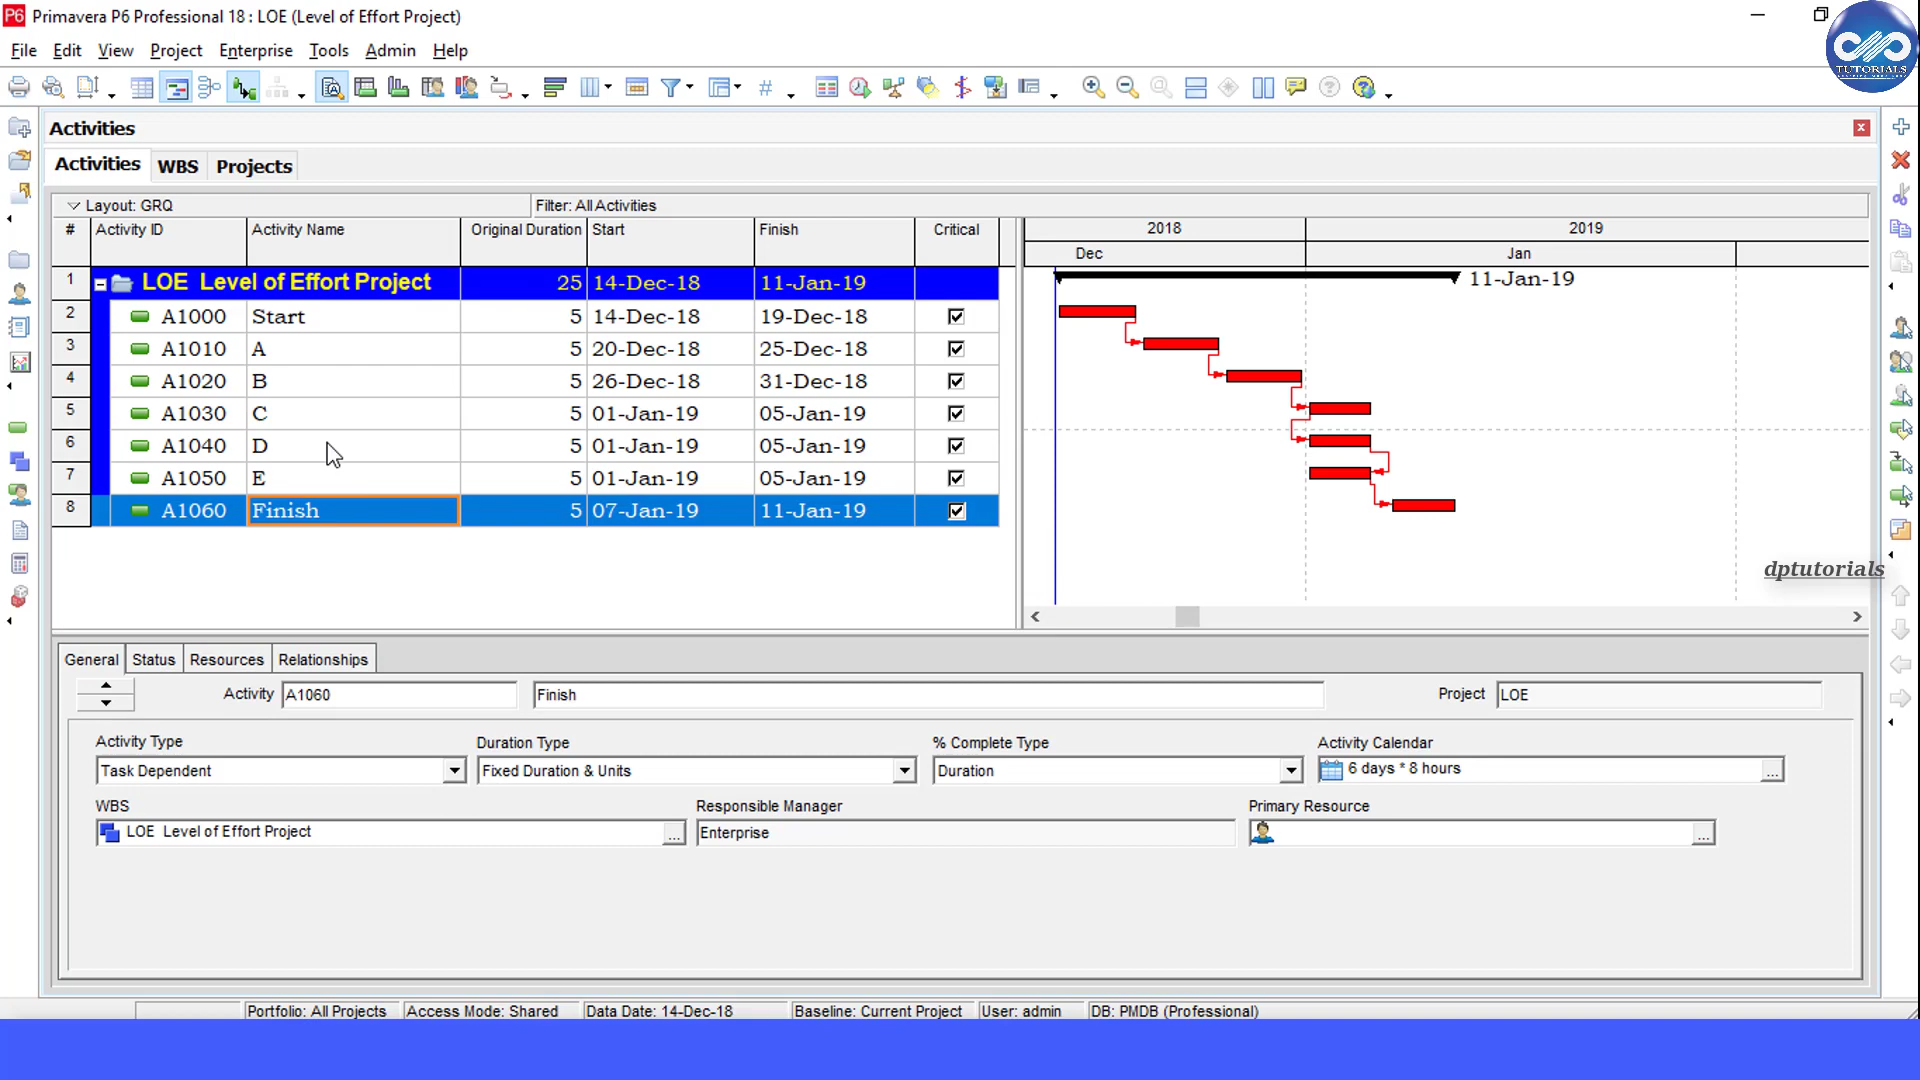 Primavera P6 Professional 18 : LOE (Level of Effort Project)
File Edit View Project Enterprise Tools Admin Help
TUTORIALS
Activities
Activities WBS Projects
Layout: GRQ Filter: All Activities
# Activity ID Activity Name Original Duration Start Finish Critical
2018 2019
Dec Jan
1 LOE Level of Effort Project 25 14-Dec-18 11-Jan-19 11-Jan-19
2 A1000 Start 5 14-Dec-18 19-Dec-18
3 A1010 A 5 20-Dec-18 25-Dec-18
4 A1020 B 5 26-Dec-18 31-Dec-18
5 A1030 C 5 01-Jan-19 05-Jan-19
6 A1040 D 5 01-Jan-19 05-Jan-19
7 A1050 E 5 01-Jan-19 05-Jan-19
8 A1060 Finish 5 07-Jan-19 11-Jan-19
dptutorials
General Status Resources Relationships
Activity A1060 Finish Project LOE
Activity Type Duration Type % Complete Type Activity Calendar
Task Dependent Fixed Duration & Units Duration 6 days * 8 hours
WBS Responsible Manager Primary Resource
LOE Level of Effort Project Enterprise
Portfolio: All Projects Access Mode: Shared Data Date: 14-Dec-18 Baseline: Current Project User: admin DB: PMDB (Professional)